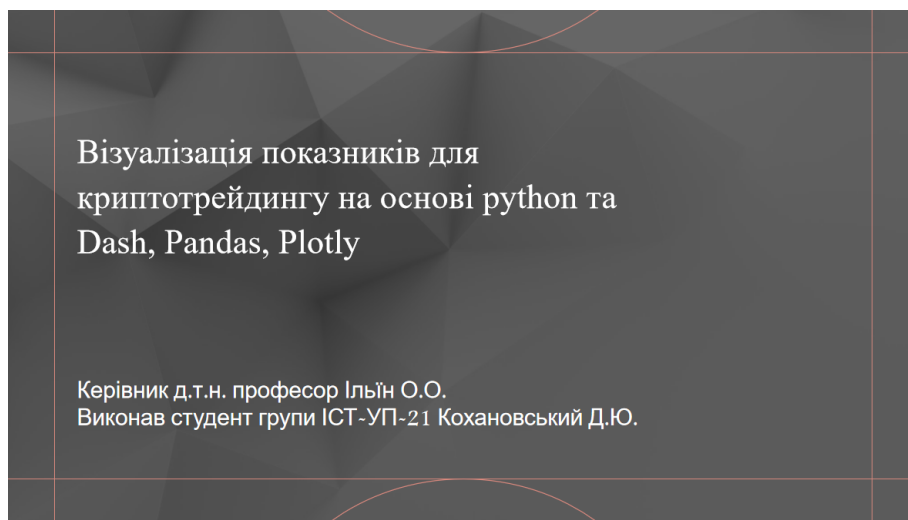 Візуалізація показників для
криптотрейдингу на основі python та
Dash, Pandas, Plotly
Керівник д.т.н. професор Ільїн О.О.
Виконав студент групи ІСТ-УП-21 Кохановський Д.Ю.